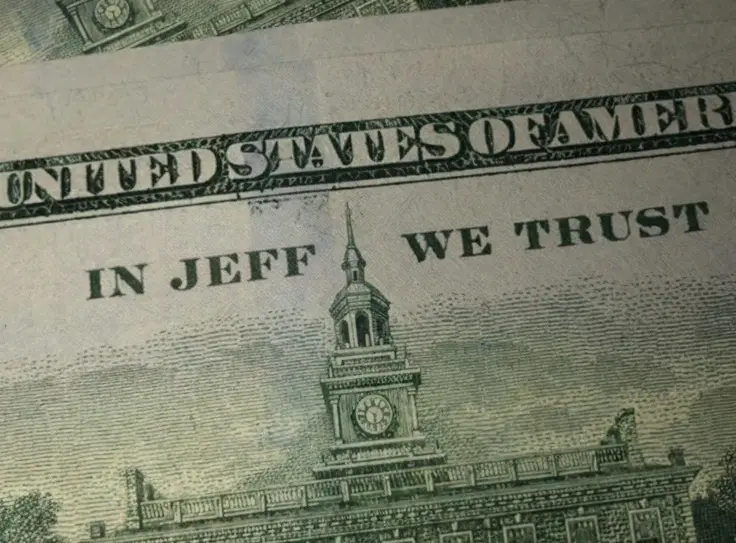 UNITED STATES OF AMER
IN JEFF WE TRUST